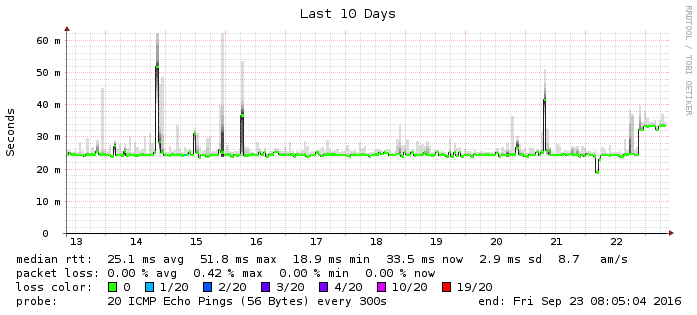 Last 10 Days
RRDTOOL / TOBI OETIKER
Seconds
60 m
50 m
40 m
30 m
20 m
10 m
0
13 14 15 16 17 18 19 20 21 22
median rtt: 25.1 ms avg 51.8 ms max 18.9 ms min 33.5 ms now 2.9 ms sd 8.7 am/s
packet loss: 0.00 % avg 0.42 % max 0.00 % min 0.00 % now
loss color: 0 1/20 2/20 3/20 4/20 10/20 19/20
probe: 20 ICMP Echo Pings (56 Bytes) every 300s end: Fri Sep 23 08:05:04 2016